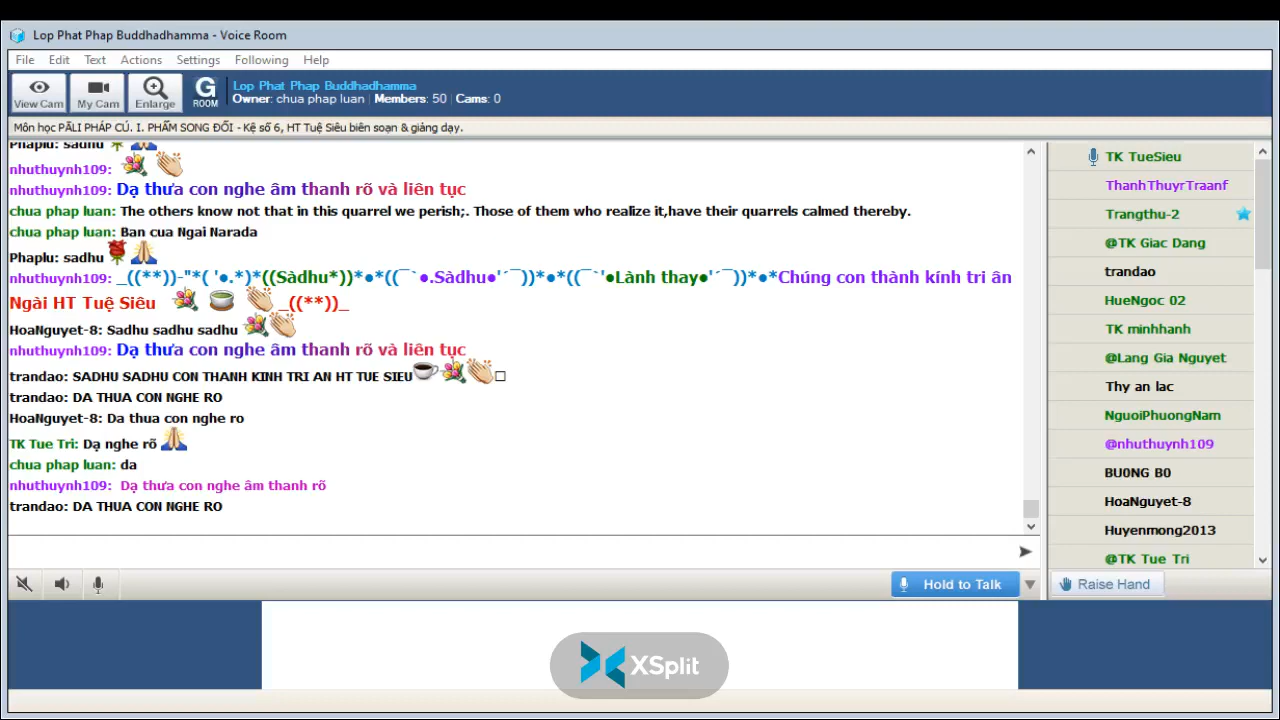 Lop Phat Phap Buddhadhamma - Voice Room
File Edit Text Actions Settings Following Help
View Cam My Cam Enlarge G ROOM
Lop Phat Phap Buddhadhamma
Owner: chua phap luan | Members: 50 | Cams: 0
Môn học PĀLI PHÁP CÚ. I. PHẨM SONG ĐỐI - Kệ số 6, HT Tuệ Siêu biên soạn & giảng dạy.
Phaplu: sadhu
nhuthuynh109:
nhuthuynh109: Dạ thưa con nghe âm thanh rõ và liên tục
chua phap luan: The others know not that in this quarrel we perish;. Those of them who realize it,have their quarrels calmed thereby.
chua phap luan: Ban cua Ngai Narada
Phaplu: sadhu
nhuthuynh109: _((**))-"*( '●.*)*((Sàdhu*))*●*((¯`●.Sàdhu●'´¯))*●*((¯`'●Lành thay●'´¯))*●*Chúng con thành kính tri ân
Ngài HT Tuệ Siêu _((**))_
HoaNguyet-8: Sadhu sadhu sadhu
nhuthuynh109: Dạ thưa con nghe âm thanh rõ và liên tục
trandao: SADHU SADHU CON THANH KINH TRI AN HT TUE SIEU □
trandao: DA THUA CON NGHE RO
HoaNguyet-8: Da thua con nghe ro
TK Tue Tri: Dạ nghe rõ
chua phap luan: da
nhuthuynh109: Dạ thưa con nghe âm thanh rõ
trandao: DA THUA CON NGHE RO
Hold to Talk
TK TueSieu
ThanhThuyrTraanf
Trangthu-2
@TK Giac Dang
trandao
HueNgoc 02
TK minhhanh
@Lang Gia Nguyet
Thy an lac
NguoiPhuongNam
@nhuthuynh109
BU0NG B0
HoaNguyet-8
Huyenmong2013
@TK Tue Tri
Raise Hand
XSplit